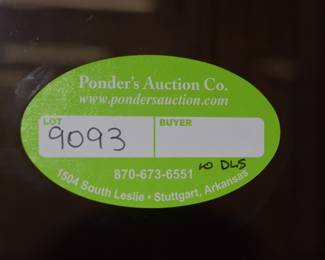 Ponder's Auction Co.
www.pondersauction.com
LOT BUYER
9093
870-673-6551
10 DLS
1504 South Leslie • Stuttgart, Arkansas